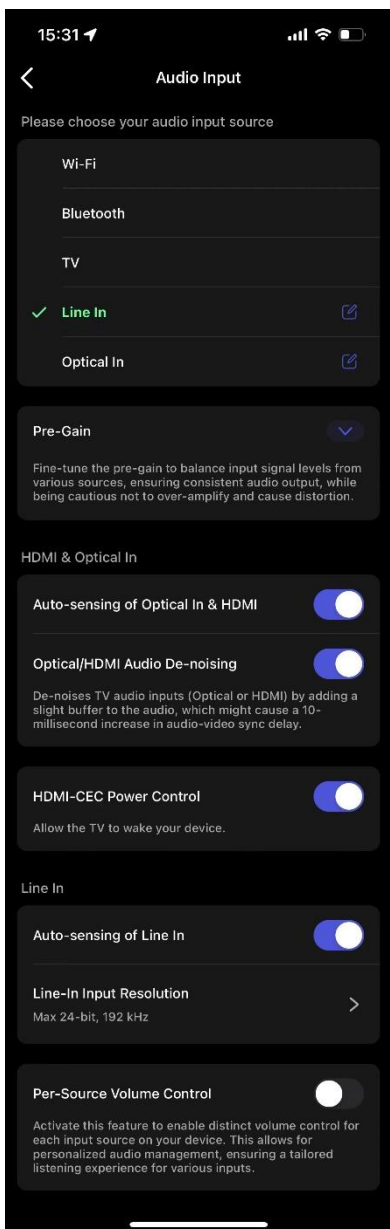 15:31
Audio Input
Please choose your audio input source
Wi-Fi
Bluetooth
TV
Line In
Optical In
Pre-Gain
Fine-tune the pre-gain to balance input signal levels from
various sources, ensuring consistent audio output, while
being cautious not to over-amplify and cause distortion.
HDMI & Optical In
Auto-sensing of Optical In & HDMI
Optical/HDMI Audio De-noising
De-noises TV audio inputs (Optical or HDMI) by adding a
slight buffer to the audio, which might cause a 10-
millisecond increase in audio-video sync delay.
HDMI-CEC Power Control
Allow the TV to wake your device.
Line In
Auto-sensing of Line In
Line-In Input Resolution
Max 24-bit, 192 kHz
Per-Source Volume Control
Activate this feature to enable distinct volume control for
each input source on your device. This allows for
personalized audio management, ensuring a tailored
listening experience for various inputs.